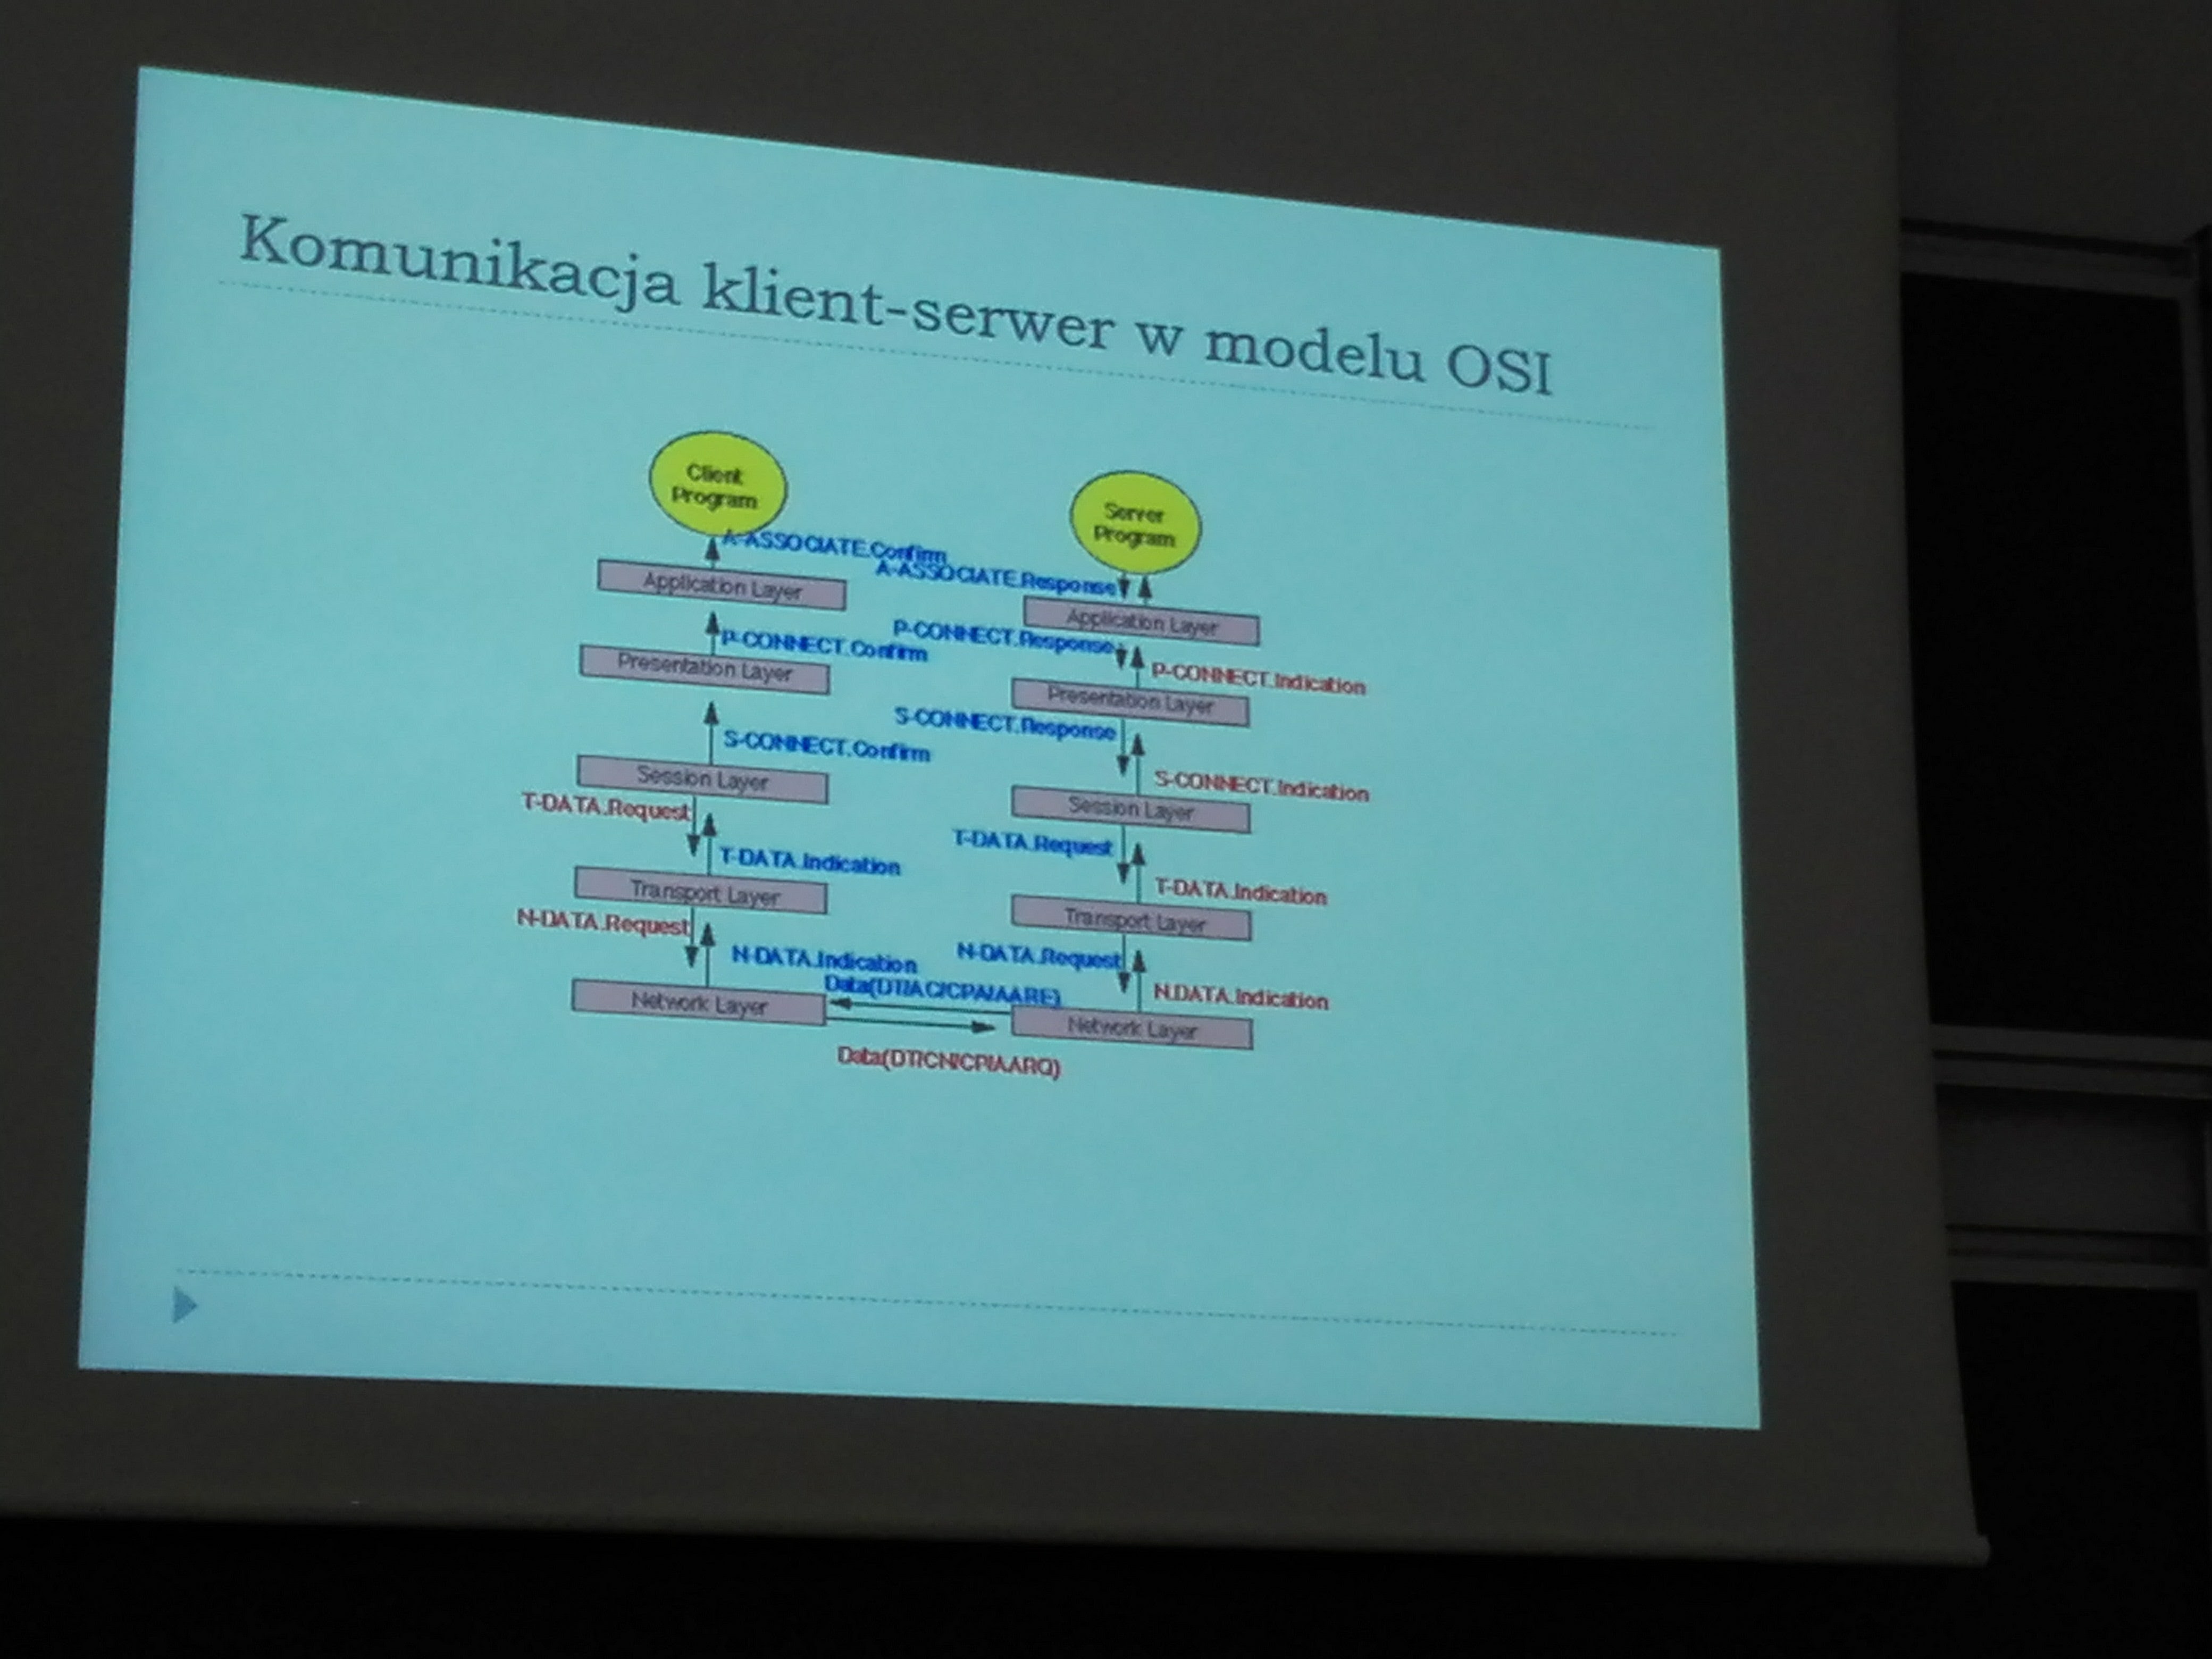 Komunikacja klient-serwer w modelu OSI
Client
Program
Server
Program
A-ASSOCIATE.Confirm
A-ASSOCIATE.Response
Application Layer
Application Layer
P-CONNECT.Response
P-CONNECT.Confirm
P-CONNECT.Indication
Presentation Layer
Presentation Layer
S-CONNECT.Response
S-CONNECT.Confirm
S-CONNECT.Indication
Session Layer
Session Layer
T-DATA.Request
T-DATA.Request
T-DATA.Indication
T-DATA.Indication
Transport Layer
Transport Layer
N-DATA.Request
N-DATA.Request
N-DATA.Indication
N.DATA.Indication
Data(DT/AC/CPA/AARE)
Network Layer
Network Layer
Data(DT/CN/CP/AARQ)